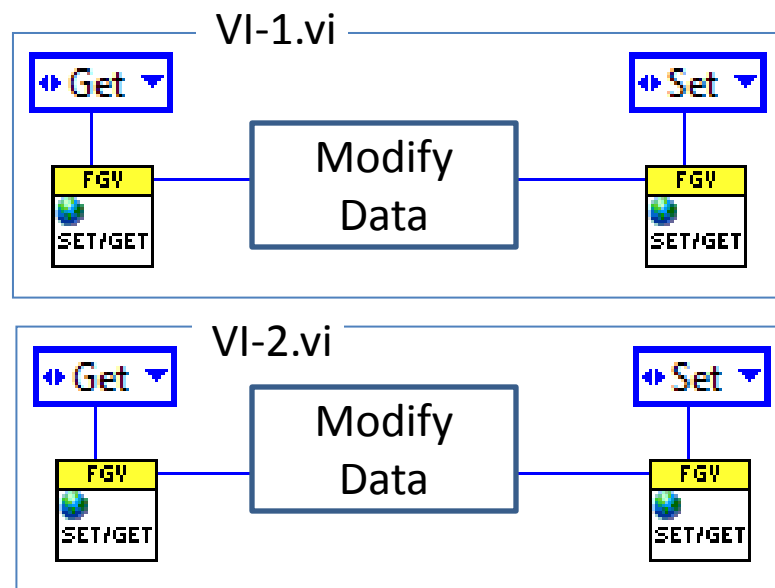 VI-1.vi
Get
Set
FGV
SET/GET
Modify
Data
FGV
SET/GET
VI-2.vi
Get
Set
FGV
SET/GET
Modify
Data
FGV
SET/GET